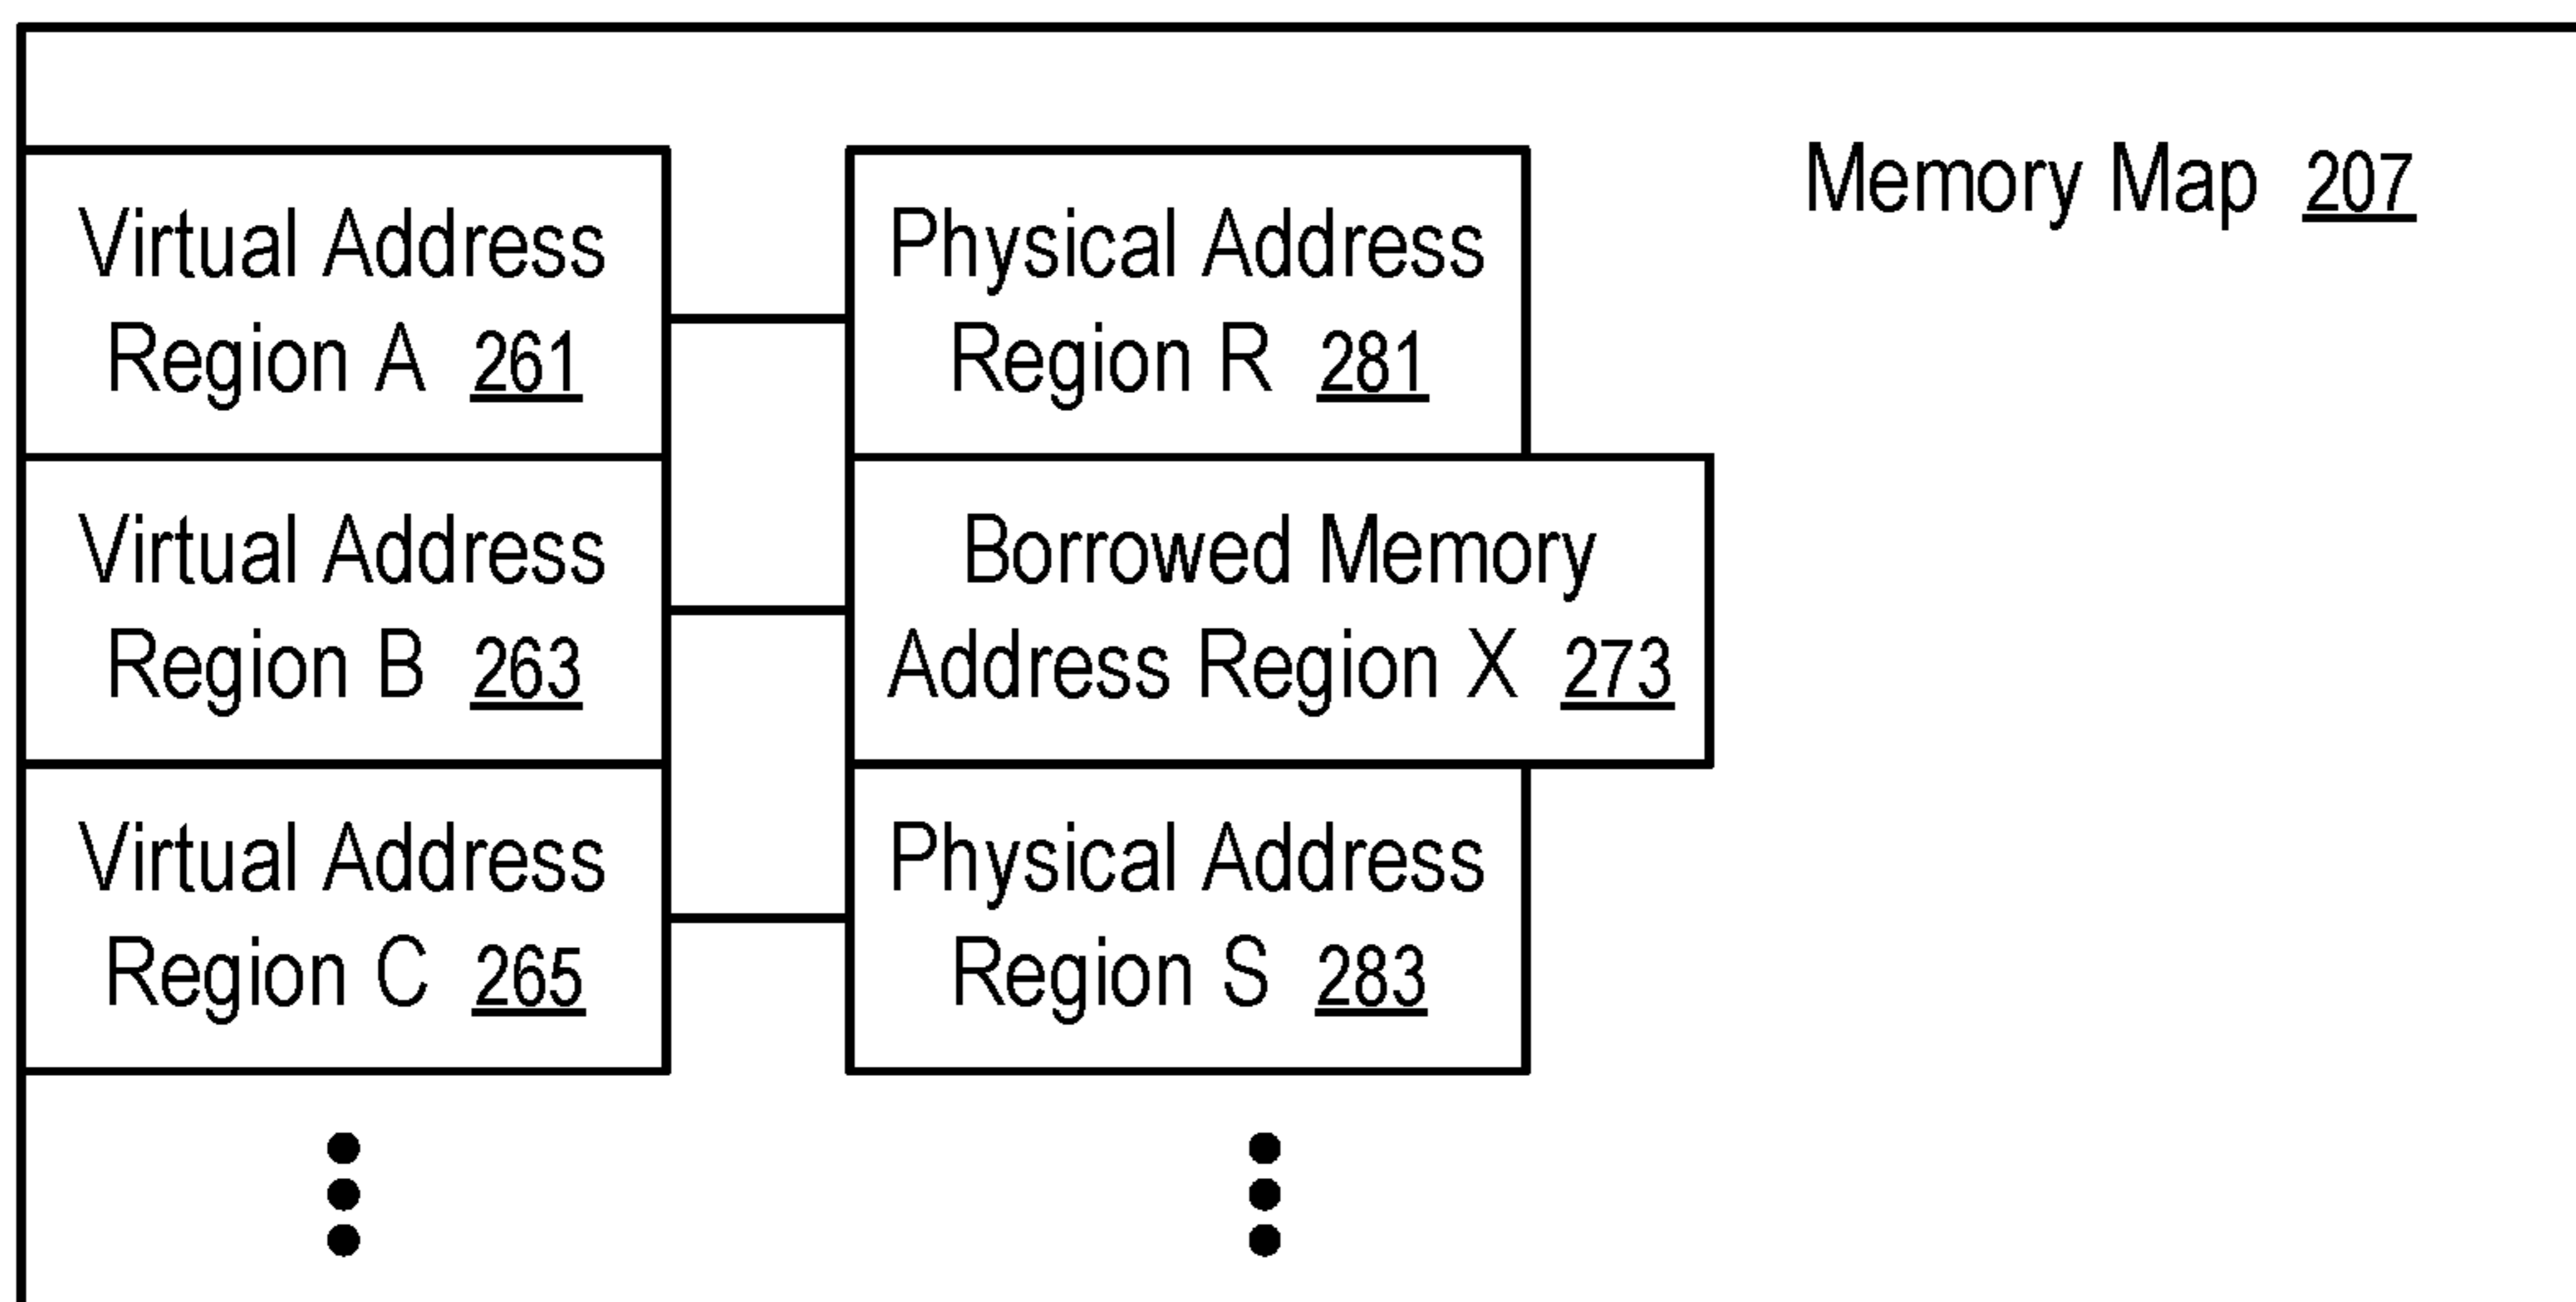 Memory Map 207
Virtual Address
Region A 261
Physical Address
Region R 281
Virtual Address
Region B 263
Borrowed Memory
Address Region X 273
Virtual Address
Region C 265
Physical Address
Region S 283